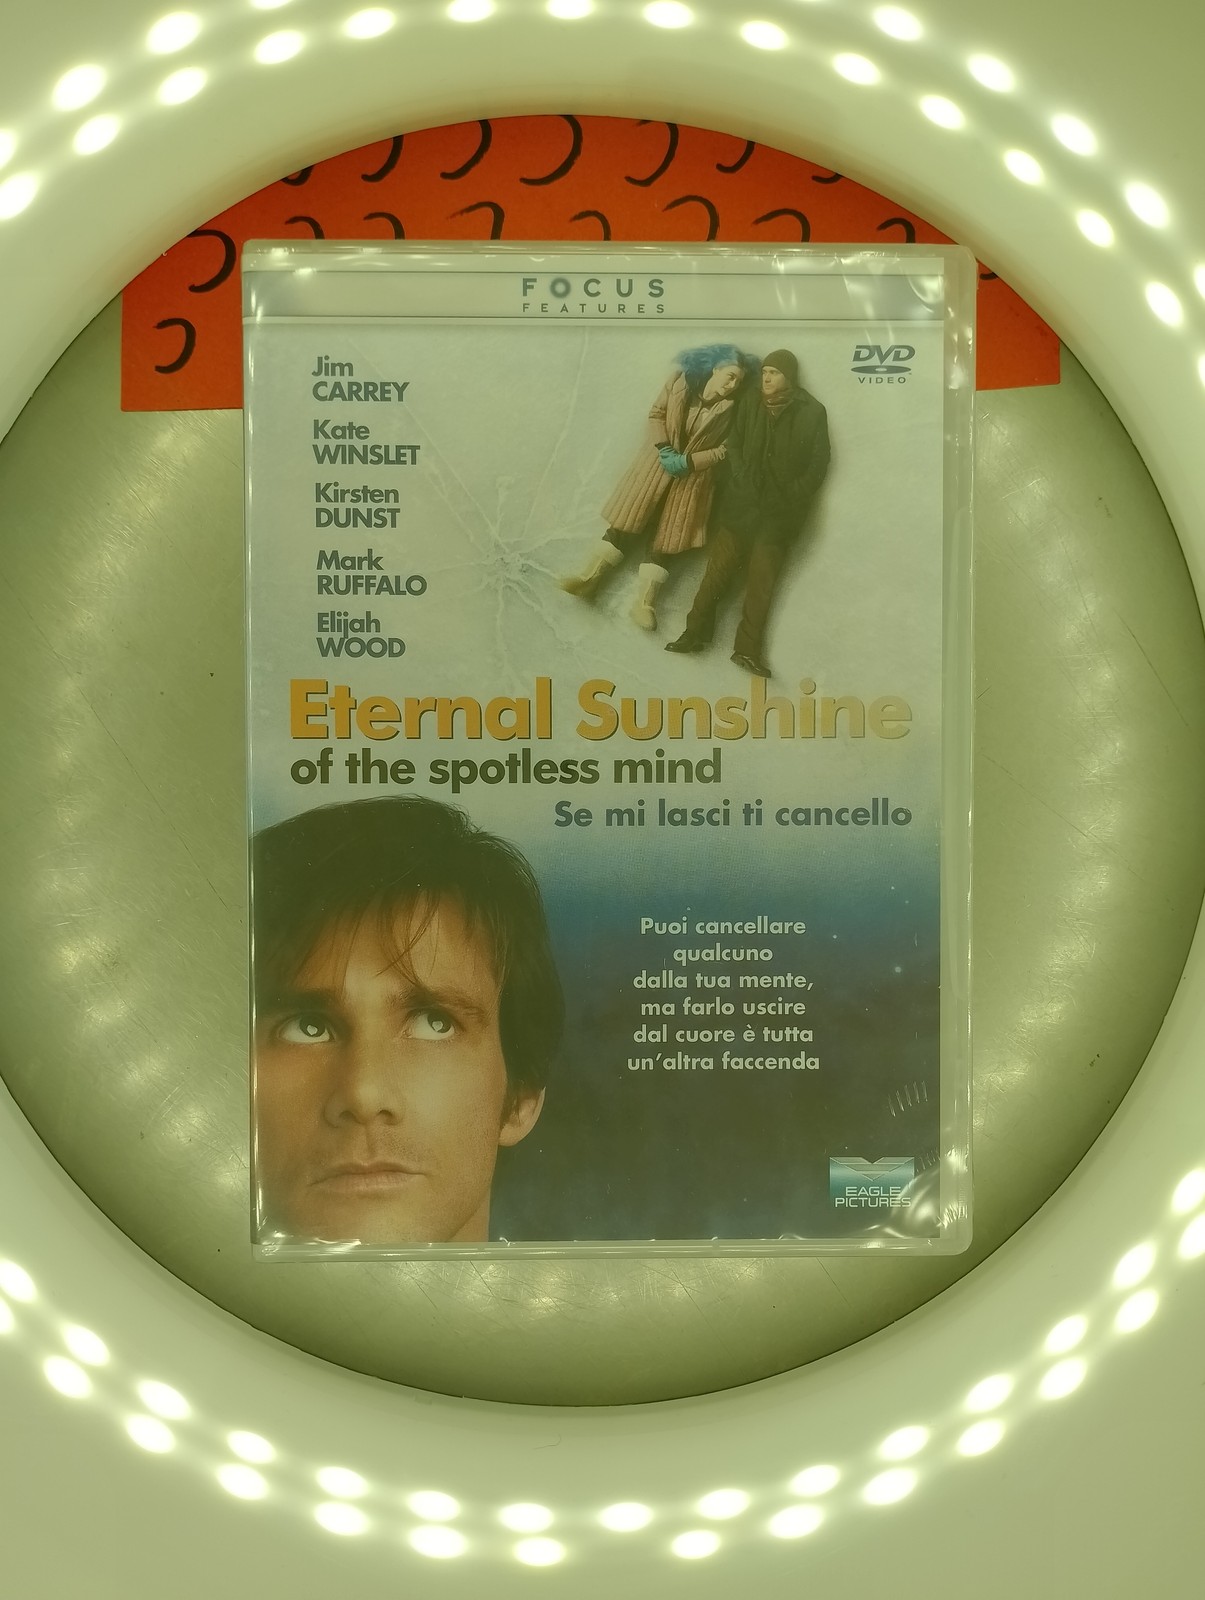 FOCUS
FEATURES
DVD
VIDEO
Jim
CARREY
Kate
WINSLET
Kirsten
DUNST
Mark
RUFFALO
Elijah
WOOD
Eternal Sunshine
of the spotless mind
Se mi lasci ti cancello
Puoi cancellare
qualcuno
dalla tua mente,
ma farlo uscire
dal cuore è tutta
un'altra faccenda
EAGLE
PICTURES